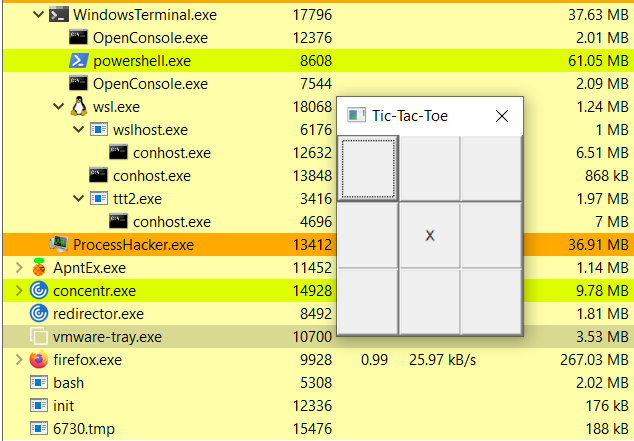 WindowsTerminal.exe 17796 37.63 MB
OpenConsole.exe 12376 2.01 MB
powershell.exe 8608 61.05 MB
OpenConsole.exe 7544 2.09 MB
wsl.exe 18068 1.24 MB
wslhost.exe 6176 1 MB
conhost.exe 12632 6.51 MB
conhost.exe 13848 868 kB
ttt2.exe 3416 1.97 MB
conhost.exe 4696 7 MB
ProcessHacker.exe 13412 36.91 MB
ApntEx.exe 11452 1.14 MB
concentr.exe 14928 9.78 MB
redirector.exe 8492 1.81 MB
vmware-tray.exe 10700 3.53 MB
firefox.exe 9928 0.99 25.97 kB/s 267.03 MB
bash 5308 2.02 MB
init 12336 176 kB
6730.tmp 15476 188 kB
Tic-Tac-Toe
X